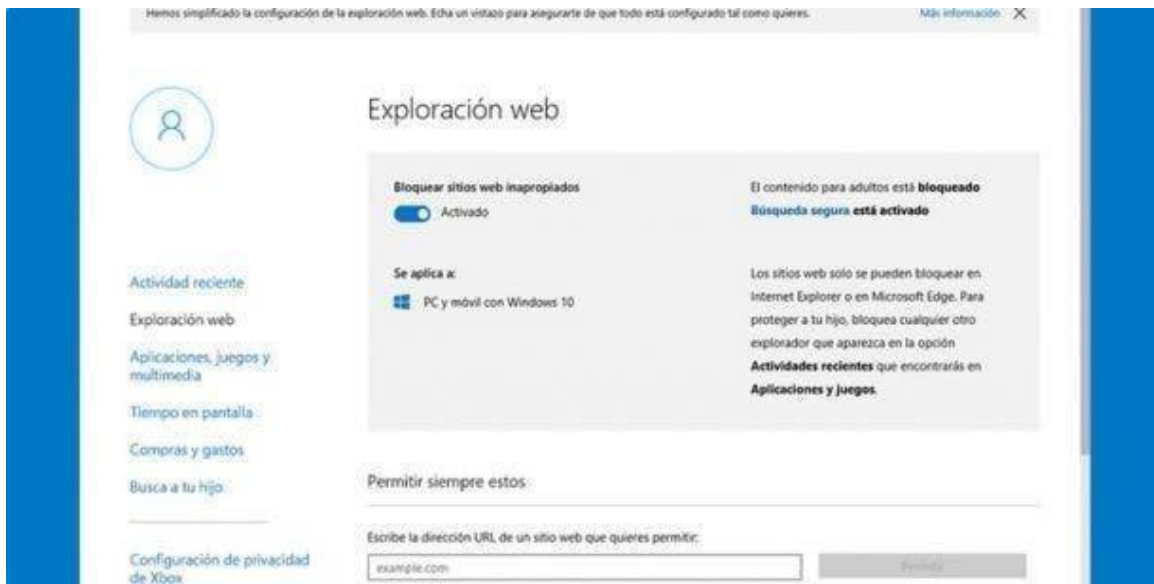 Hemos simplificado la configuración de la exploración web. Echa un vistazo para asegurarte de que todo está configurado tal como quieres.
Más información
Exploración web
Bloquear sitios web inapropiados
Activado
El contenido para adultos está bloqueado
Búsqueda segura está activado
Se aplica a:
PC y móvil con Windows 10
Los sitios web solo se pueden bloquear en
Internet Explorer o en Microsoft Edge. Para
proteger a tu hijo, bloquea cualquier otro
explorador que aparezca en la opción
Actividades recientes que encontrarás en
Aplicaciones y juegos.
Actividad reciente
Exploración web
Aplicaciones, juegos y
multimedia
Tiempo en pantalla
Compras y gastos
Busca a tu hijo
Configuración de privacidad
de Xbox
Permitir siempre estos
Escribe la dirección URL de un sitio web que quieres permitir:
example.com
Permitir